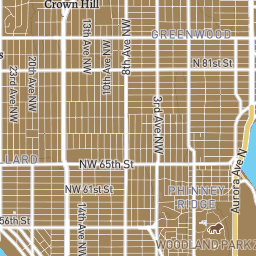 Crown Hill
13th Ave NW
8th Ave NW
GREENWOOD
10th Ave NW
20th Ave NW
23rd Ave NW
N 81st St
3rd Ave NW
LLARD
NW 65th St
NW 61st St
PHINNEY
RIDGE
Aurora Ave N
14th Ave NW
56th St
WOODLAND PARK